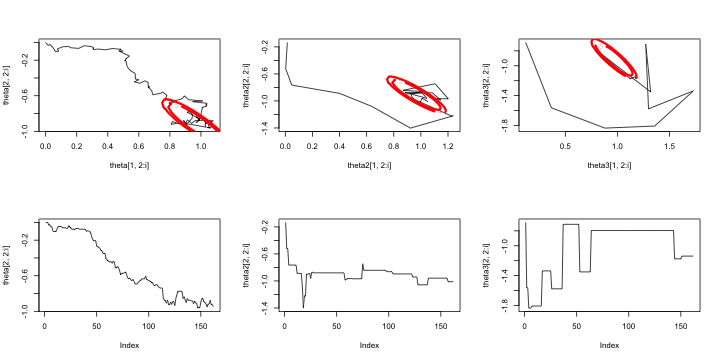 theta[2, 2:i]
-1.0 -0.6 -0.2
0.0 0.2 0.4 0.6 0.8 1.0
theta[1, 2:i]
theta2[2, 2:i]
-1.4 -1.0 -0.6 -0.2
0.0 0.2 0.4 0.6 0.8 1.0 1.2
theta2[1, 2:i]
theta3[2, 2:i]
-1.8 -1.4 -1.0
0.5 1.0 1.5
theta3[1, 2:i]
theta[2, 2:i]
-1.0 -0.6 -0.2
0 50 100 150
Index
theta2[2, 2:i]
-1.4 -1.0 -0.6 -0.2
0 50 100 150
Index
theta3[2, 2:i]
-1.8 -1.4 -1.0
0 50 100 150
Index